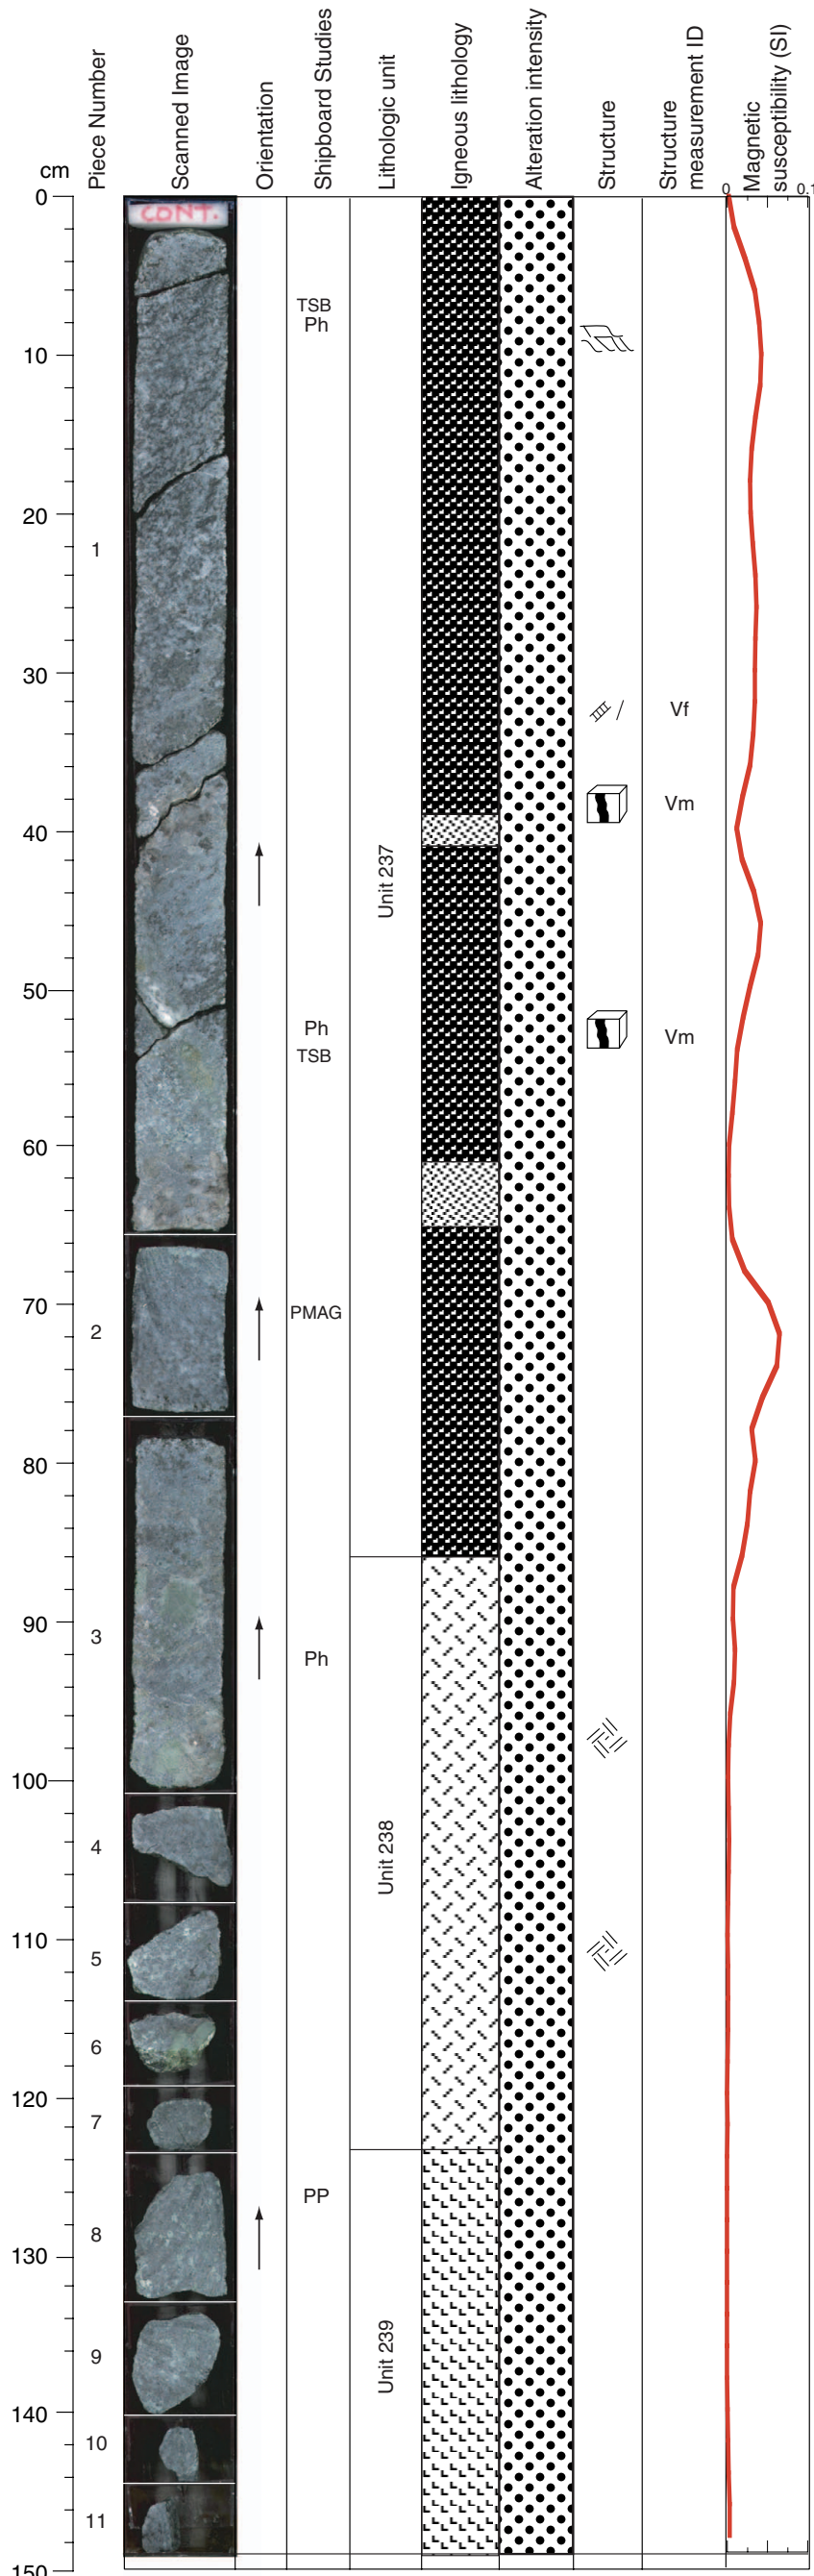 cm
Piece Number
Scanned Image
Orientation
Shipboard Studies
Lithologic unit
Igneous lithology
Alteration intensity
Structure
Structure
measurement ID
Magnetic
susceptibility (SI)
0 0.1
0
CONT.
TSB
Ph
10
20
1
30
Vf
Vm
40
Unit 237
50
Ph
Vm
TSB
60
70
PMAG
2
80
90
3
Ph
100
4
Unit 238
110
5
6
120
7
PP
8
130
9
Unit 239
140
10
11
150